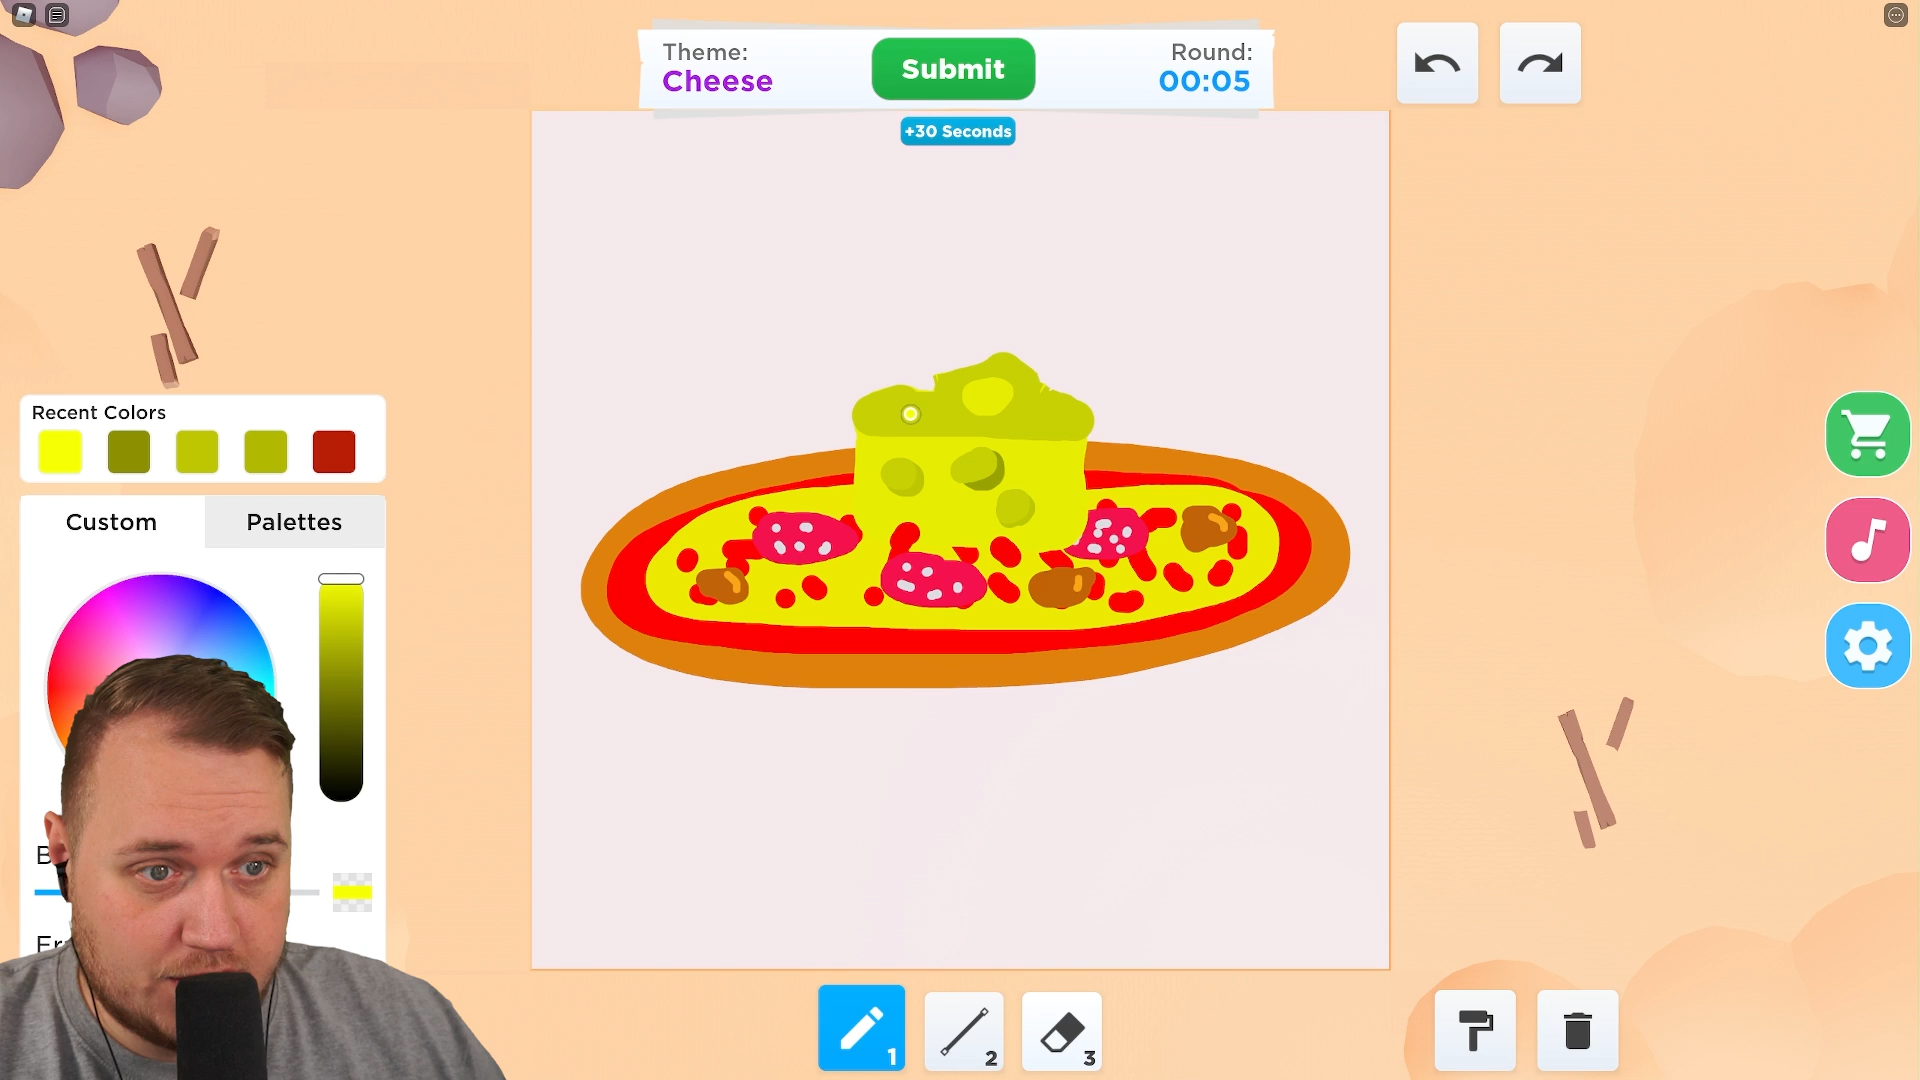 Theme:
Cheese
Submit
Round:
00:05
+30 Seconds
Recent Colors
Custom
Palettes
1
2
3